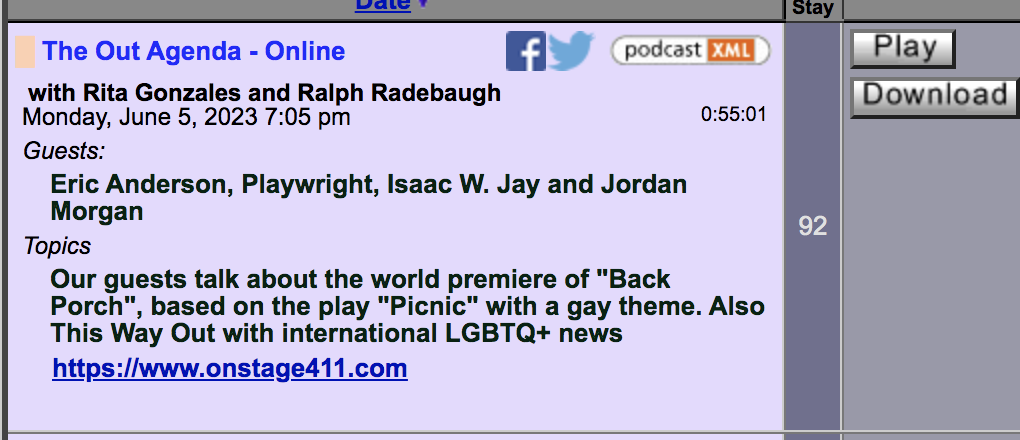 Date
Stay
The Out Agenda - Online
podcast XML
Play
with Rita Gonzales and Ralph Radebaugh
Monday, June 5, 2023 7:05 pm
0:55:01
Download
Guests:
Eric Anderson, Playwright, Isaac W. Jay and Jordan
Morgan
92
Topics
Our guests talk about the world premiere of "Back
Porch", based on the play "Picnic" with a gay theme. Also
This Way Out with international LGBTQ+ news
https://www.onstage411.com